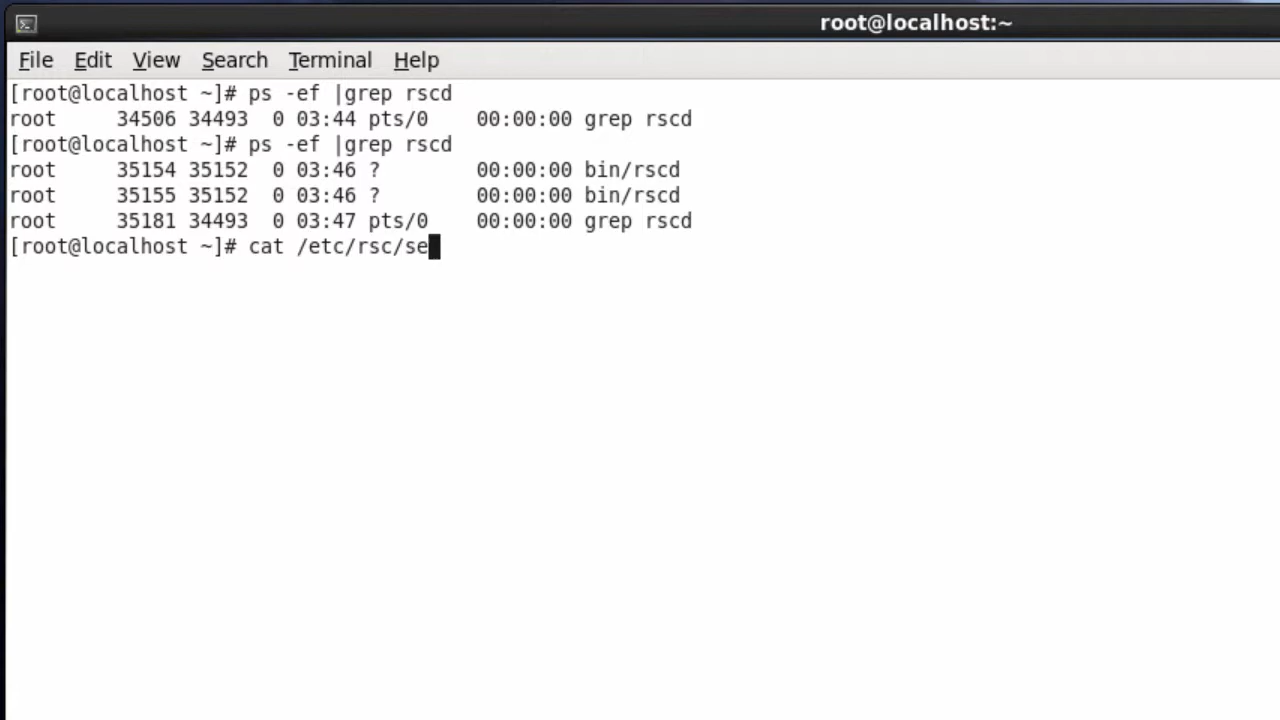 root@localhost:~
File Edit View Search Terminal Help
[root@localhost ~]# ps -ef |grep rscd
root     34506 34493  0 03:44 pts/0    00:00:00 grep rscd
[root@localhost ~]# ps -ef |grep rscd
root     35154 35152  0 03:46 ?        00:00:00 bin/rscd
root     35155 35152  0 03:46 ?        00:00:00 bin/rscd
root     35181 34493  0 03:47 pts/0    00:00:00 grep rscd
[root@localhost ~]# cat /etc/rsc/se